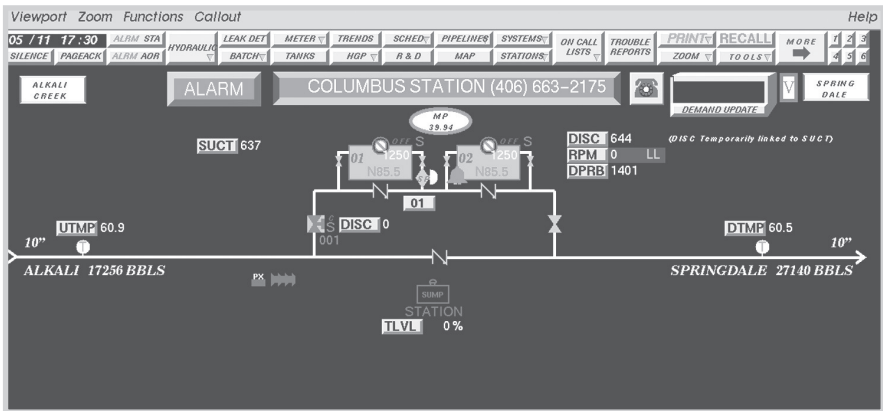 Viewport Zoom Functions Callout Help
05 /11 17:30 ALRM STA HYDRAULIC LEAK DET METER TRENDS SCHED PIPELINES SYSTEMS ON CALL LISTS TROUBLE REPORTS PRINT RECALL MORE 1 2 3
SILENCE PAGEACK ALRM AOR BATCH TANKS HGP R & D MAP STATIONS ZOOM TOOLS 4 5 6
ALKALI CREEK
ALARM
COLUMBUS STATION (406) 663-2175
DEMAND UPDATE
V
SPRING DALE
MP
39.94
SUCT 637
off S
01 1250
N85.5
off S
02 1250
N85.5
DISC 644 (DISC Temporarily linked to SUCT)
RPM 0 LL
DPRB 1401
01
S
DISC 0
001
UTMP 60.9
DTMP 60.5
T
T
10"
10"
ALKALI 17256 BBLS
SPRINGDALE 27140 BBLS
PX
SUMP
STATION
TLVL 0 %